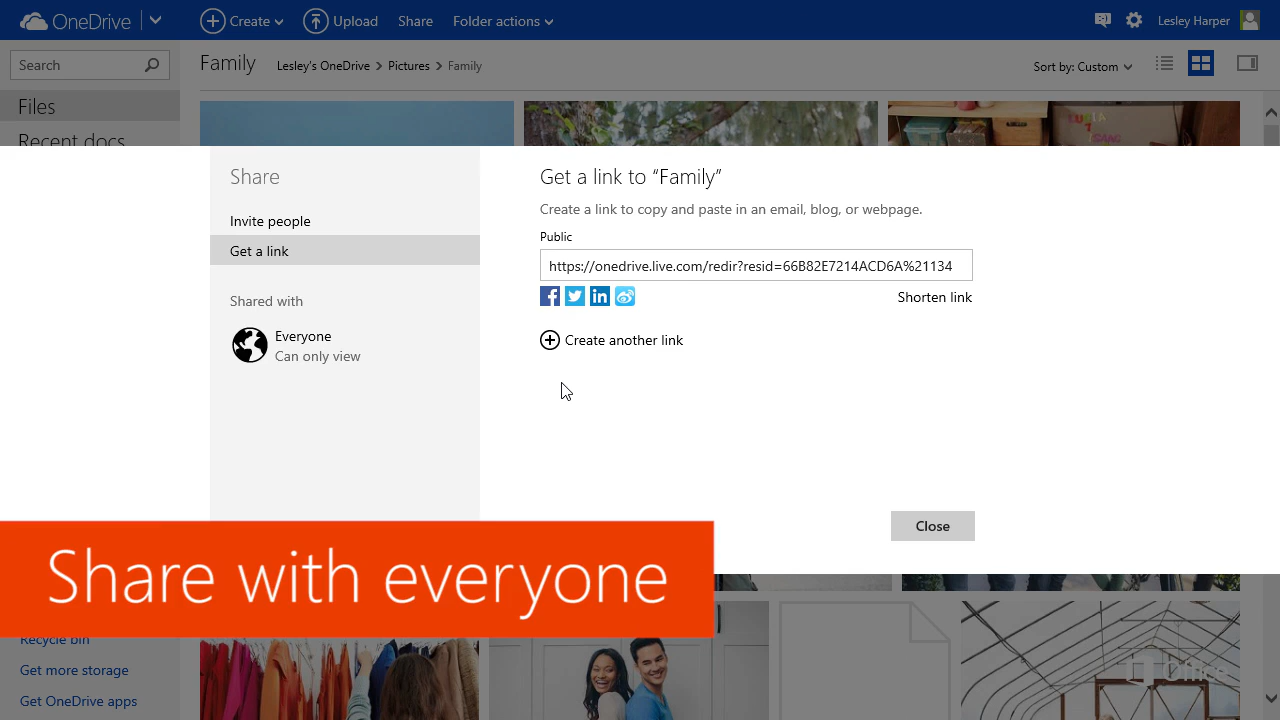 OneDrive
Create
Upload
Share
Folder actions
Lesley Harper
Search
Family
Lesley's OneDrive
Pictures
Family
Sort by: Custom
Files
Recent docs
Share
Invite people
Get a link
Shared with
Everyone
Can only view
Get a link to “Family”
Create a link to copy and paste in an email, blog, or webpage.
Public
https://onedrive.live.com/redir?resid=66B82E7214ACD6A%21134
Shorten link
Create another link
Close
Share with everyone
Recycle bin
Get more storage
Get OneDrive apps
Office